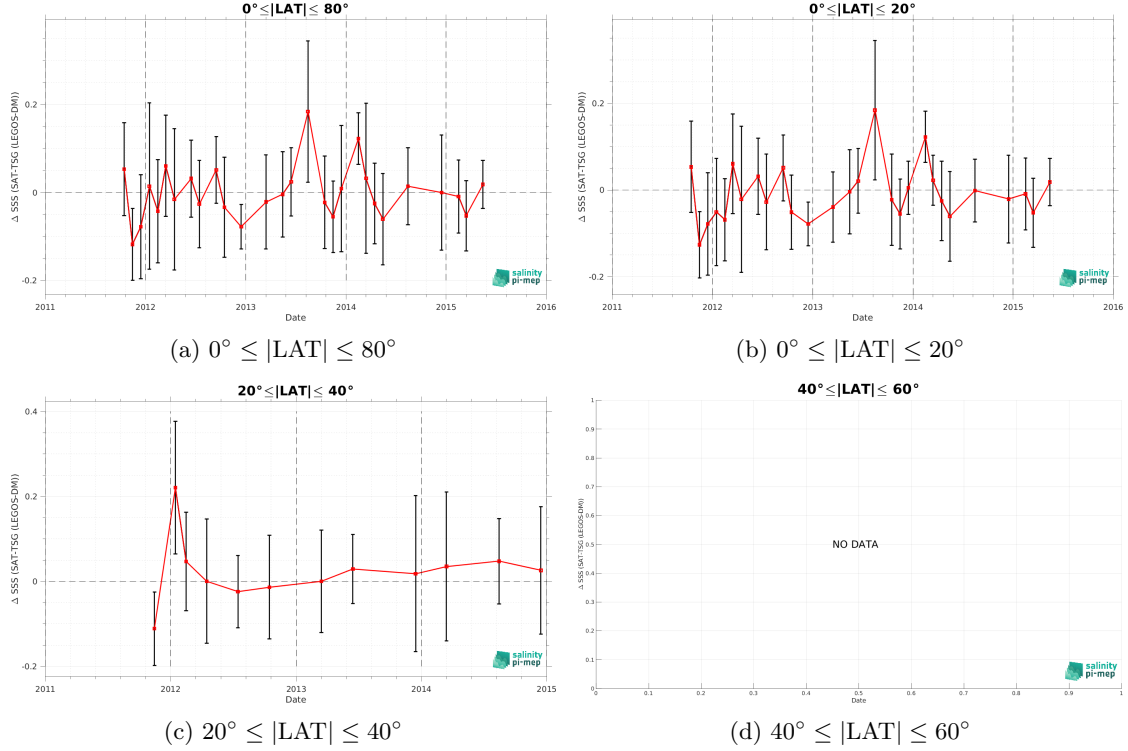 0°≤|LAT|≤ 80°
Δ SSS (SAT-TSG (LEGOS-DM))
0.2
0
-0.2
2011 2012 2013 2014 2015 2016
Date
salinity
pi-mep
(a) 0° ≤ |LAT| ≤ 80°
0°≤|LAT|≤ 20°
Δ SSS (SAT-TSG (LEGOS-DM))
0.2
0
-0.2
2011 2012 2013 2014 2015 2016
Date
salinity
pi-mep
(b) 0° ≤ |LAT| ≤ 20°
20°≤|LAT|≤ 40°
Δ SSS (SAT-TSG (LEGOS-DM))
0.4
0.2
0
-0.2
2011 2012 2013 2014 2015
Date
salinity
pi-mep
(c) 20° ≤ |LAT| ≤ 40°
40°≤|LAT|≤ 60°
Δ SSS (SAT-TSG (LEGOS-DM))
1
0.9
0.8
0.7
0.6
0.5
0.4
0.3
0.2
0.1
0
NO DATA
0 0.1 0.2 0.3 0.4 0.5 0.6 0.7 0.8 0.9 1
Date
salinity
pi-mep
(d) 40° ≤ |LAT| ≤ 60°